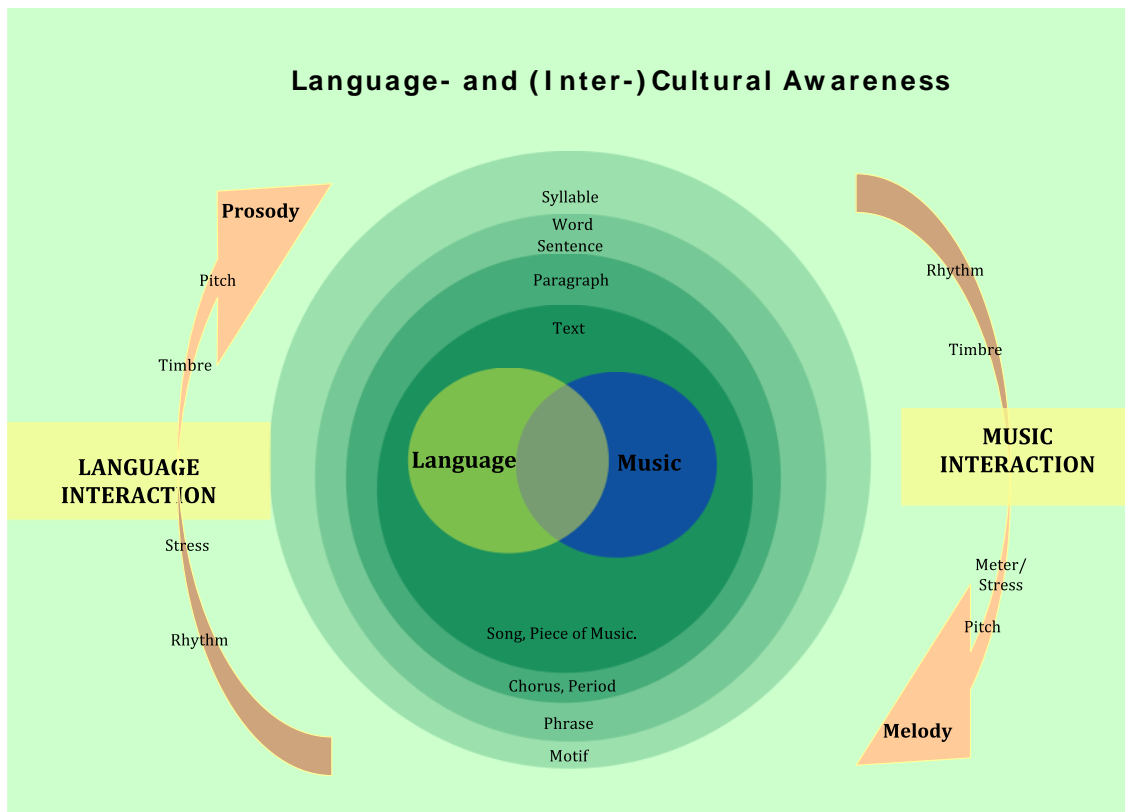 Language- and (Inter-)Cultural Awareness
Syllable
Word
Sentence
Paragraph
Text
Language
Music
Song, Piece of Music.
Chorus, Period
Phrase
Motif
Prosody
Pitch
Timbre
LANGUAGE
INTERACTION
Stress
Rhythm
Rhythm
Timbre
MUSIC
INTERACTION
Meter/
Stress
Pitch
Melody